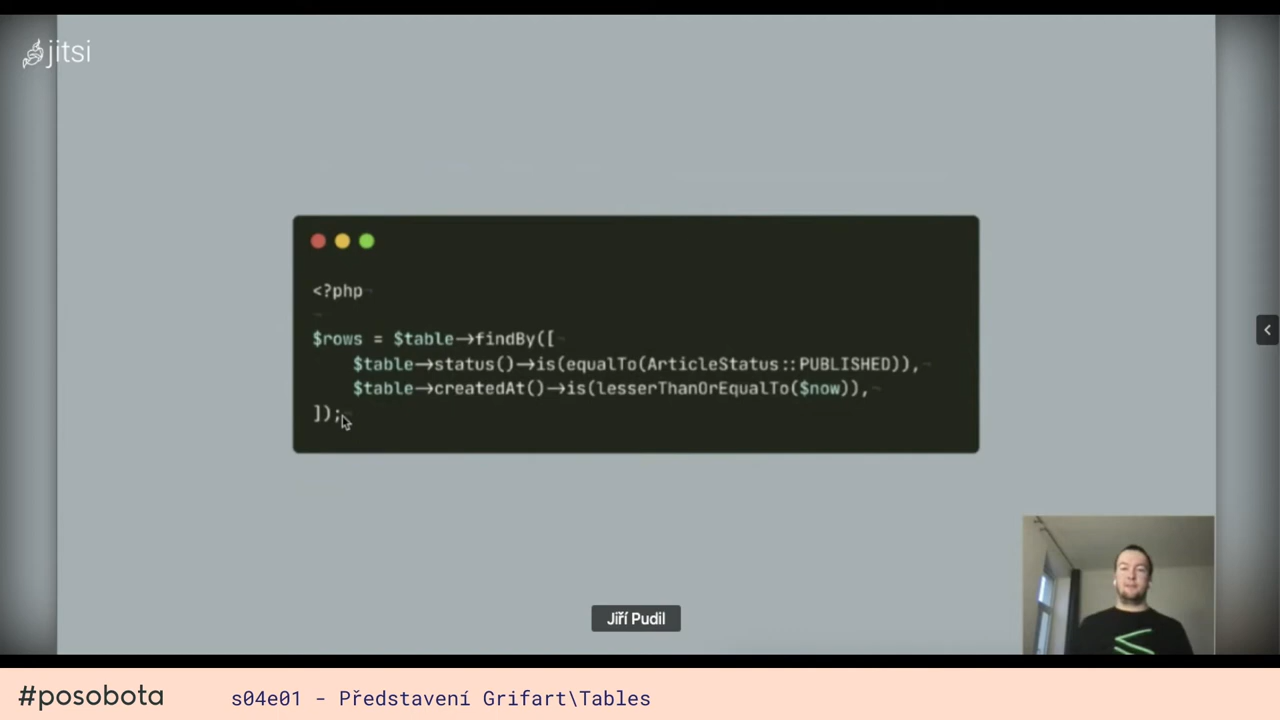 jitsi
<?php
$rows = $table->findBy([
$table->status()->is(equalTo(ArticleStatus::PUBLISHED)),
$table->createdAt()->is(lesserThanOrEqualTo($now)),
]);
Jiří Pudil
#posobota
s04e01 - Představení Grifart\Tables